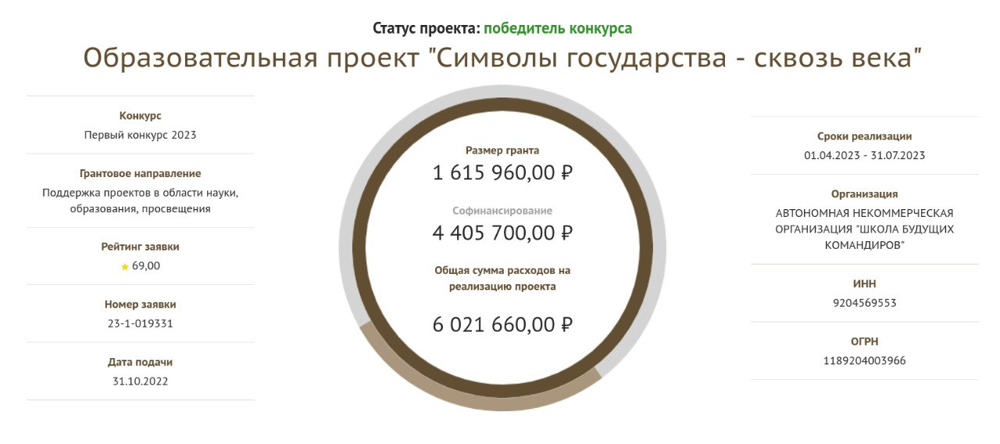 Статус проекта: победитель конкурса
Образовательная проект "Символы государства - сквозь века"
Конкурс
Первый конкурс 2023
Грантовое направление
Поддержка проектов в области науки,
образования, просвещения
Рейтинг заявки
69,00
Номер заявки
23-1-019331
Дата подачи
31.10.2022
Размер гранта
1 615 960,00 ₽
Софинансирование
4 405 700,00 ₽
Общая сумма расходов на
реализацию проекта
6 021 660,00 ₽
Сроки реализации
01.04.2023 - 31.07.2023
Организация
АВТОНОМНАЯ НЕКОММЕРЧЕСКАЯ
ОРГАНИЗАЦИЯ "ШКОЛА БУДУЩИХ
КОМАНДИРОВ"
ИНН
9204569553
ОГРН
1189204003966